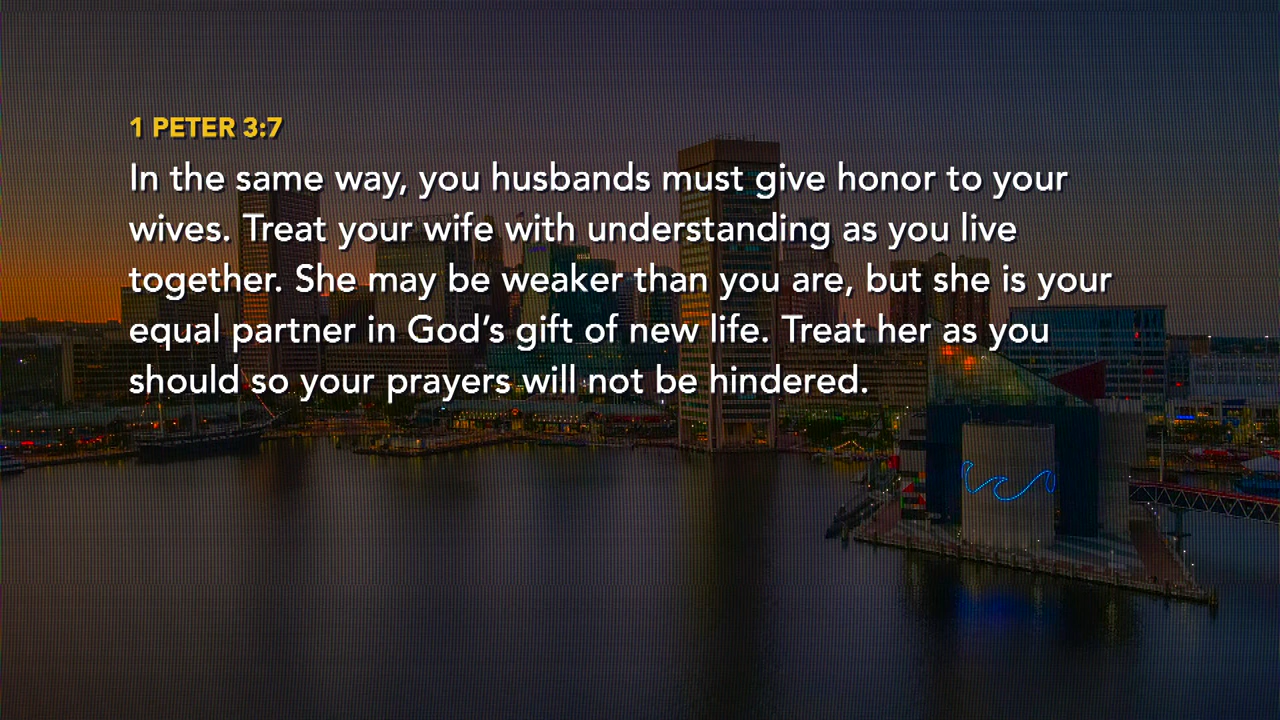 1 PETER 3:7
In the same way, you husbands must give honor to your
wives. Treat your wife with understanding as you live
together. She may be weaker than you are, but she is your
equal partner in God’s gift of new life. Treat her as you
should so your prayers will not be hindered.